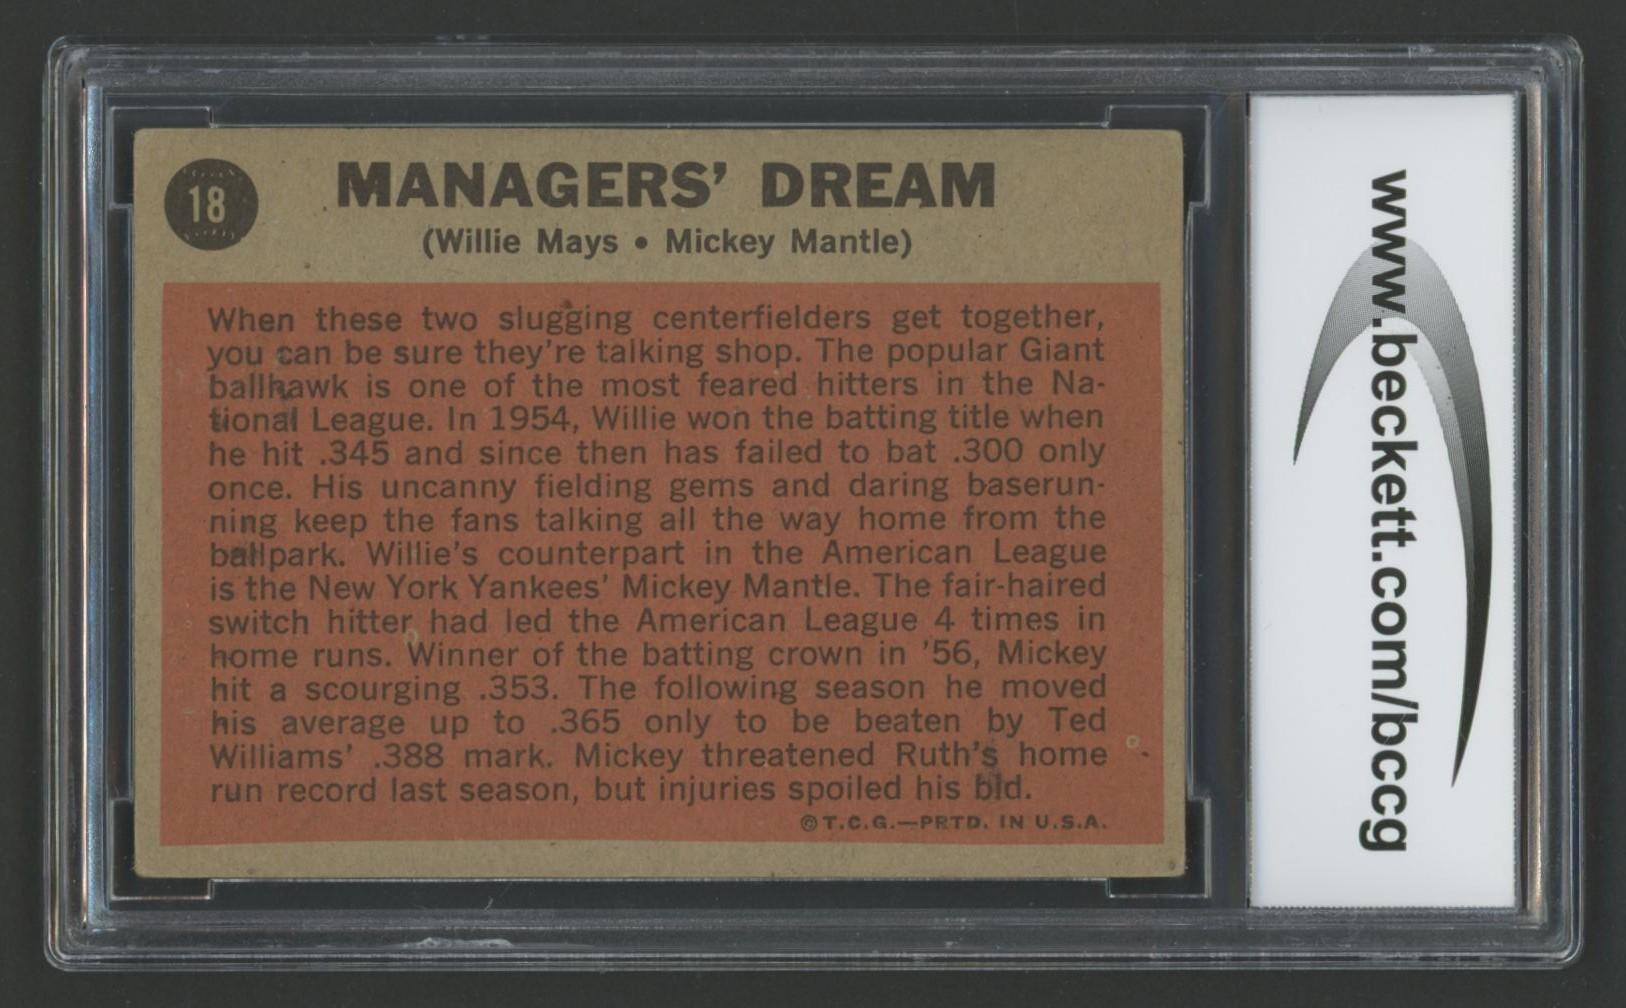 18
MANAGERS' DREAM
(Willie Mays • Mickey Mantle)
When these two slugging centerfielders get together,
you can be sure they're talking shop. The popular Giant
ballhawk is one of the most feared hitters in the Na-
tional League. In 1954, Willie won the batting title when
he hit .345 and since then has failed to bat .300 only
once. His uncanny fielding gems and daring baserun-
ning keep the fans talking all the way home from the
ballpark. Willie's counterpart in the American League
is the New York Yankees' Mickey Mantle. The fair-haired
switch hitter had led the American League 4 times in
home runs. Winner of the batting crown in '56, Mickey
hit a scourging .353. The following season he moved
his average up to .365 only to be beaten by Ted
Williams' .388 mark. Mickey threatened Ruth's home
run record last season, but injuries spoiled his bid.
©T.C.G.—PRTD. IN U.S.A.
www.beckett.com/bccg